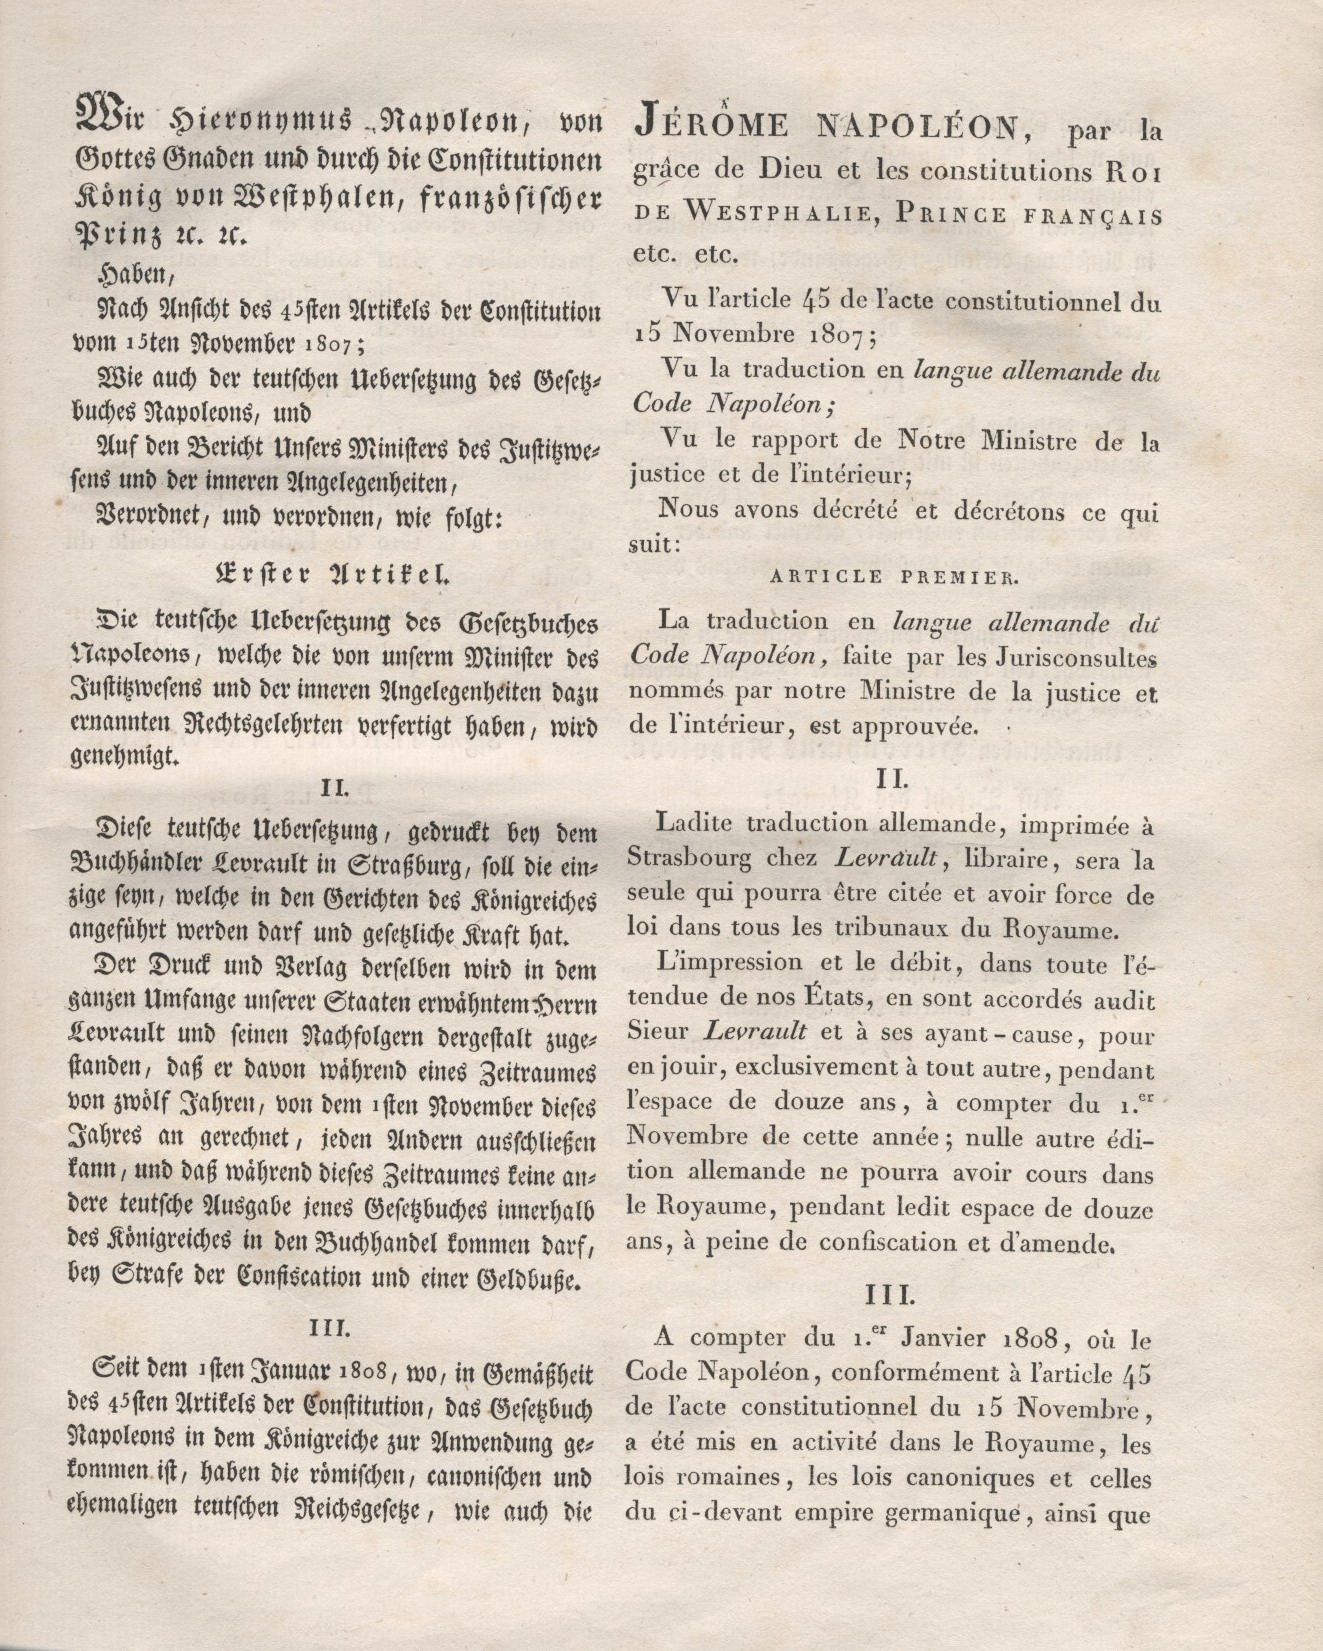 Wir Hieronymus Napoleon, von
Gottes Gnaden und durch die Constitutionen
König von Westphalen, französischer
Prinz ꝛc. ꝛc.
Haben,
Nach Ansicht des 45sten Artikels der Constitution
vom 15ten November 1807;
Wie auch der teutschen Uebersetzung des Gesetz-
buches Napoleons, und
Auf den Bericht Unsers Ministers des Justitzwe-
sens und der inneren Angelegenheiten,
Verordnet, und verordnen, wie folgt:
Erster Artikel.
Die teutsche Uebersetzung des Gesetzbuches
Napoleons, welche die von unserm Minister des
Justitzwesens und der inneren Angelegenheiten dazu
ernannten Rechtsgelehrten verfertigt haben, wird
genehmigt.
II.
Diese teutsche Uebersetzung, gedruckt bey dem
Buchhändler Levrault in Straßburg, soll die ein-
zige seyn, welche in den Gerichten des Königreiches
angeführt werden darf und gesetzliche Kraft hat.
Der Druck und Verlag derselben wird in dem
ganzen Umfange unserer Staaten erwähntem Herrn
Levrault und seinen Nachfolgern dergestalt zuge-
standen, daß er davon während eines Zeitraumes
von zwölf Jahren, von dem 1sten November dieses
Jahres an gerechnet, jeden Andern ausschließen
kann, und daß während dieses Zeitraumes keine an-
dere teutsche Ausgabe jenes Gesetzbuches innerhalb
des Königreiches in den Buchhandel kommen darf,
bey Strafe der Confiscation und einer Geldbuße.
III.
Seit dem 1sten Januar 1808, wo, in Gemäßheit
des 45sten Artikels der Constitution, das Gesetzbuch
Napoleons in dem Königreiche zur Anwendung ge-
kommen ist, haben die römischen, canonischen und
ehemaligen teutschen Reichsgesetze, wie auch die
JÉRÔME NAPOLÉON, par la
grâce de Dieu et les constitutions ROI
DE WESTPHALIE, PRINCE FRANÇAIS
etc. etc.
Vu l'article 45 de l'acte constitutionnel du
15 Novembre 1807;
Vu la traduction en langue allemande du
Code Napoléon;
Vu le rapport de Notre Ministre de la
justice et de l'intérieur;
Nous avons décrété et décrétons ce qui
suit:
ARTICLE PREMIER.
La traduction en langue allemande du
Code Napoléon, faite par les Jurisconsultes
nommés par notre Ministre de la justice et
de l'intérieur, est approuvée.
II.
Ladite traduction allemande, imprimée à
Strasbourg chez Levrault, libraire, sera la
seule qui pourra être citée et avoir force de
loi dans tous les tribunaux du Royaume.
L'impression et le débit, dans toute l'é-
tendue de nos États, en sont accordés audit
Sieur Levrault et à ses ayant-cause, pour
en jouir, exclusivement à tout autre, pendant
l'espace de douze ans, à compter du 1.er
Novembre de cette année; nulle autre édi-
tion allemande ne pourra avoir cours dans
le Royaume, pendant ledit espace de douze
ans, à peine de confiscation et d'amende.
III.
A compter du 1.er Janvier 1808, où le
Code Napoléon, conformément à l'article 45
de l'acte constitutionnel du 15 Novembre,
a été mis en activité dans le Royaume, les
lois romaines, les lois canoniques et celles
du ci-devant empire germanique, ainsi que